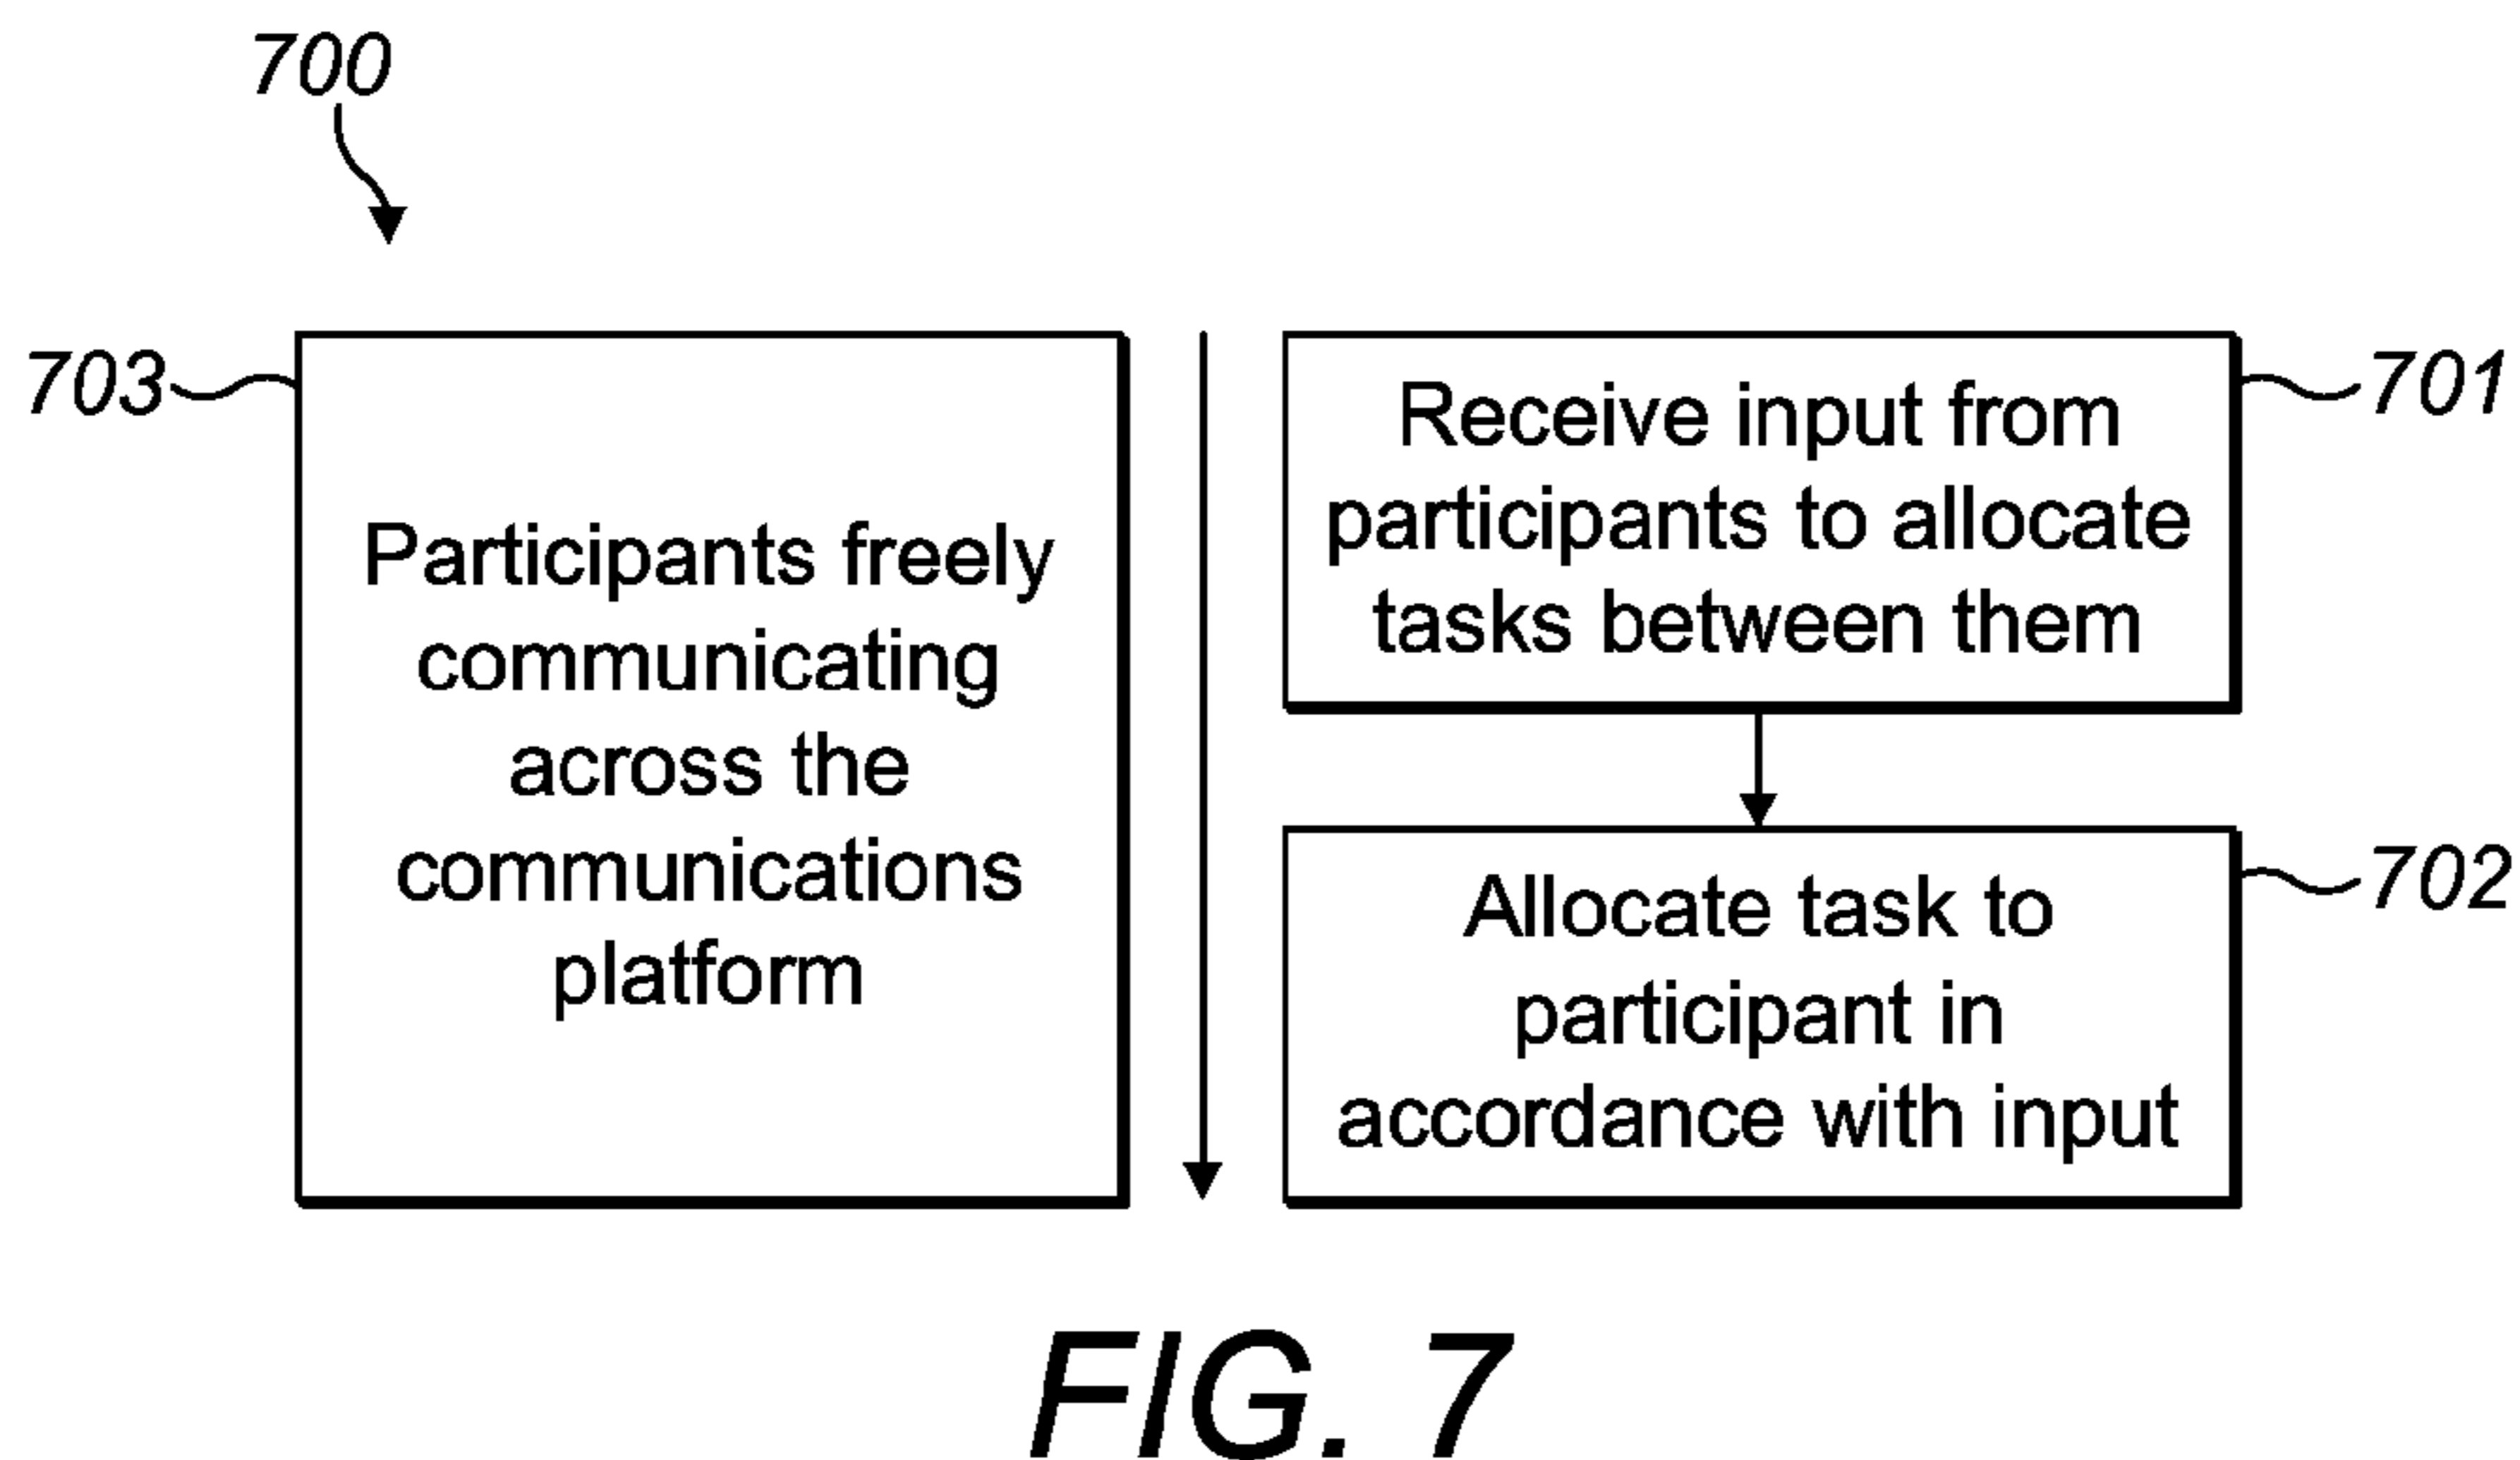 700
703
Participants freely
communicating
across the
communications
platform
701
Receive input from
participants to allocate
tasks between them
702
Allocate task to
participant in
accordance with input
FIG. 7